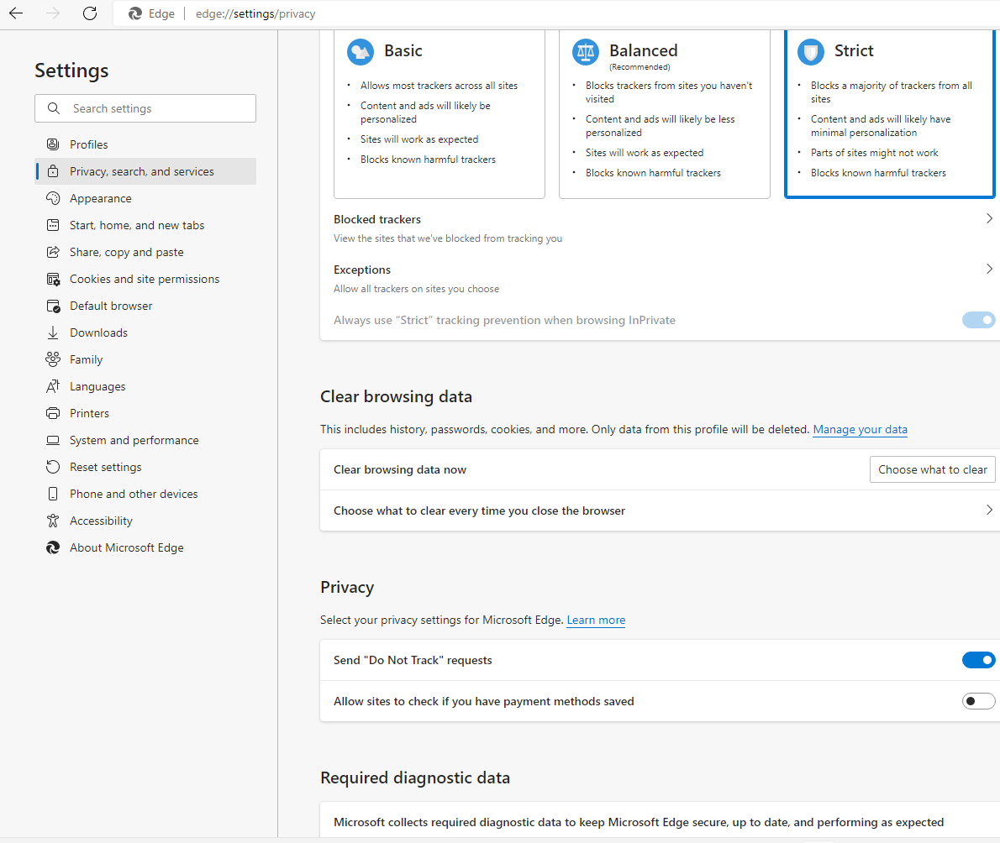 Edge
edge://settings/privacy
Settings
Search settings
Profiles
Privacy, search, and services
Appearance
Start, home, and new tabs
Share, copy and paste
Cookies and site permissions
Default browser
Downloads
Family
Languages
Printers
System and performance
Reset settings
Phone and other devices
Accessibility
About Microsoft Edge
Basic
• Allows most trackers across all sites
• Content and ads will likely be
personalized
• Sites will work as expected
• Blocks known harmful trackers
Balanced
(Recommended)
• Blocks trackers from sites you haven't
visited
• Content and ads will likely be less
personalized
• Sites will work as expected
• Blocks known harmful trackers
Strict
• Blocks a majority of trackers from all
sites
• Content and ads will likely have
minimal personalization
• Parts of sites might not work
• Blocks known harmful trackers
Blocked trackers
View the sites that we've blocked from tracking you
Exceptions
Allow all trackers on sites you choose
Always use “Strict” tracking prevention when browsing InPrivate
Clear browsing data
This includes history, passwords, cookies, and more. Only data from this profile will be deleted. Manage your data
Clear browsing data now
Choose what to clear
Choose what to clear every time you close the browser
Privacy
Select your privacy settings for Microsoft Edge. Learn more
Send "Do Not Track" requests
Allow sites to check if you have payment methods saved
Required diagnostic data
Microsoft collects required diagnostic data to keep Microsoft Edge secure, up to date, and performing as expected